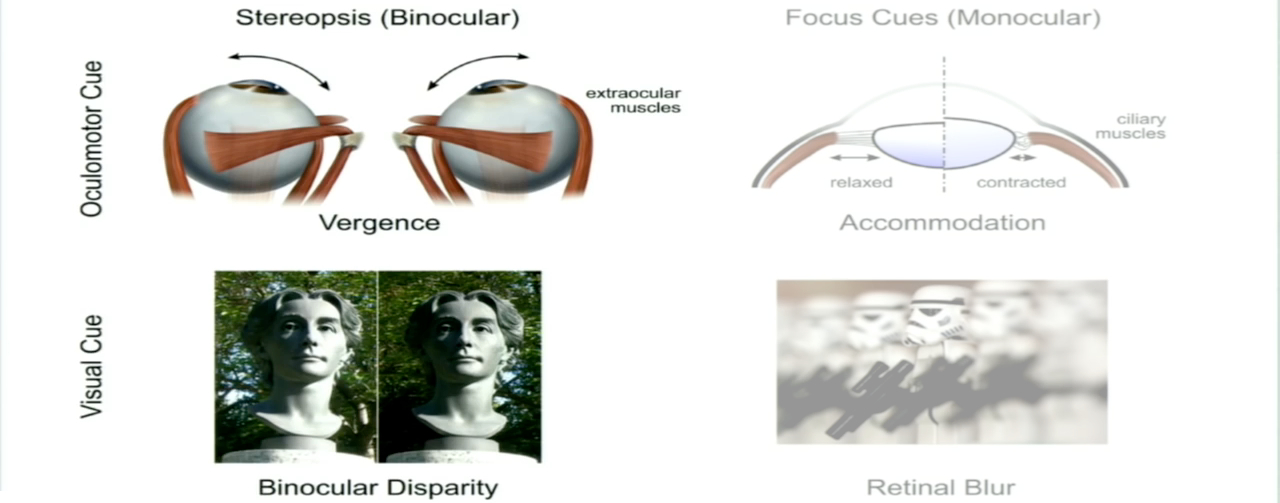 Stereopsis (Binocular)
Focus Cues (Monocular)
Oculomotor Cue
extraocular
muscles
ciliary
muscles
relaxed
contracted
Vergence
Accommodation
Visual Cue
Binocular Disparity
Retinal Blur